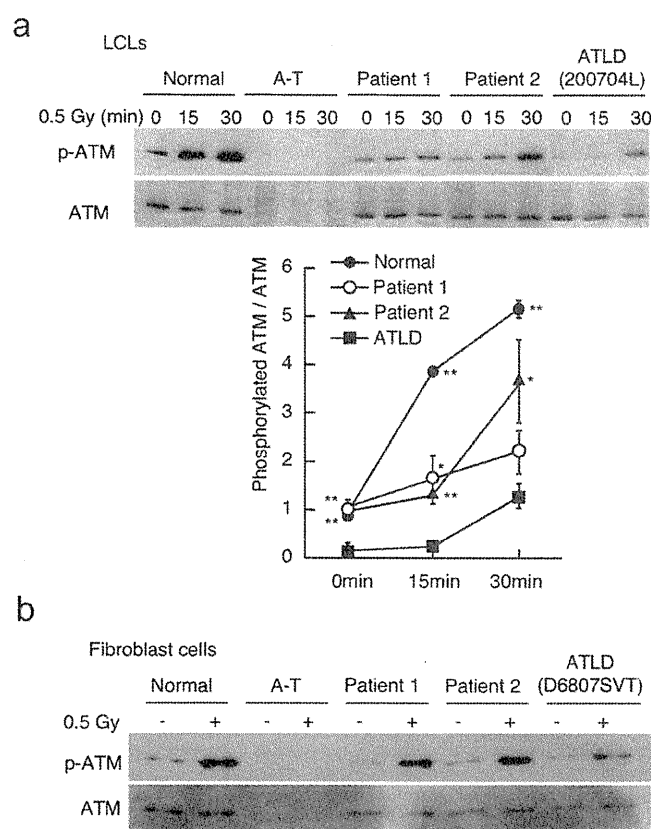 a
LCLs
Normal A-T Patient 1 Patient 2 ATLD (200704L)
0.5 Gy (min) 0 15 30 0 15 30 0 15 30 0 15 30 0 15 30
p-ATM
ATM
Phosphorylated ATM / ATM
6
5
4
3
2
1
0
Normal
Patient 1
Patient 2
ATLD
**
**
**
*
**
**
*
0min 15min 30min
b
Fibroblast cells
Normal A-T Patient 1 Patient 2 ATLD (D6807SVT)
0.5 Gy - + - + - + - + - +
p-ATM
ATM